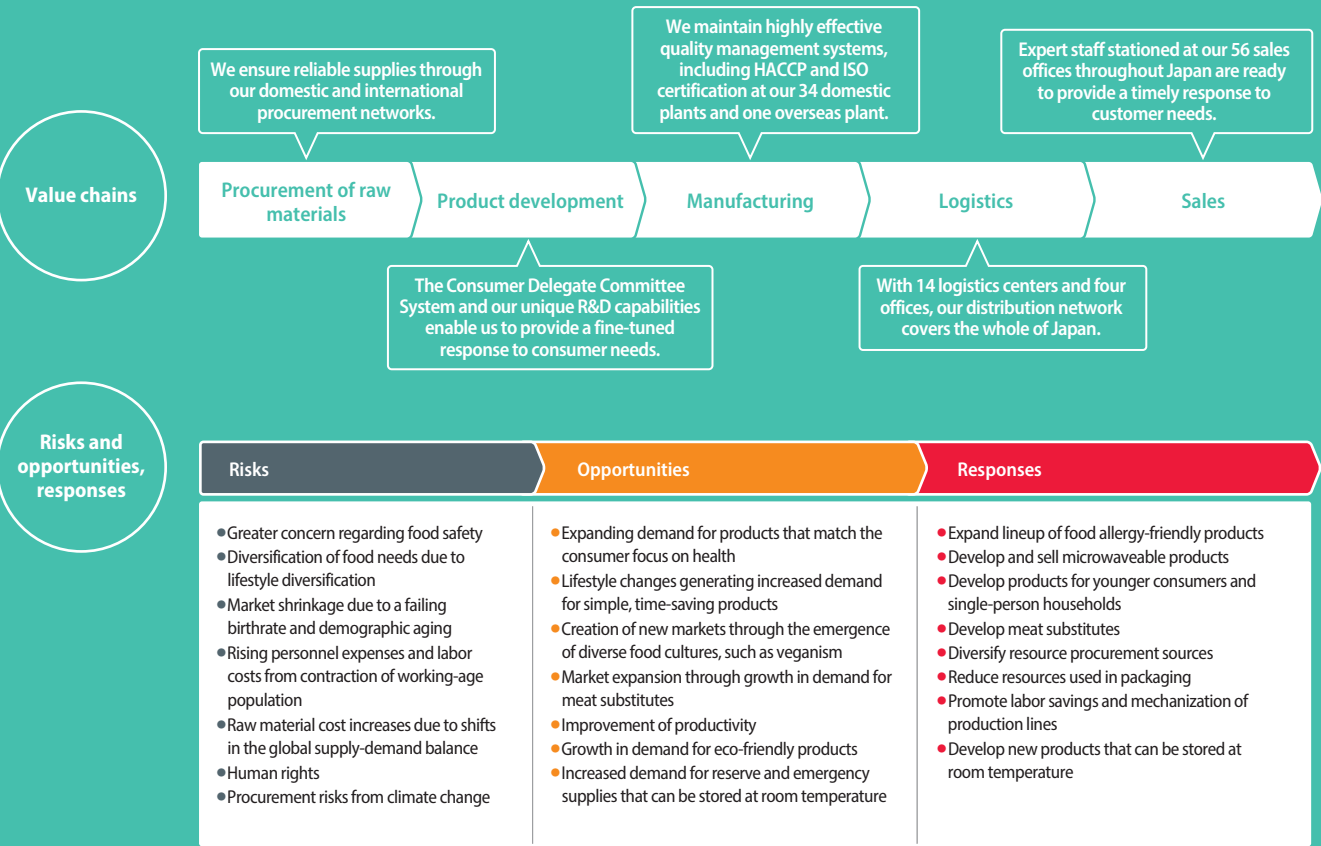 We ensure reliable supplies through
our domestic and international
procurement networks.
We maintain highly effective
quality management systems,
including HACCP and ISO
certification at our 34 domestic
plants and one overseas plant.
Expert staff stationed at our 56 sales
offices throughout Japan are ready
to provide a timely response to
customer needs.
Value chains
Procurement of raw
materials
Product development
Manufacturing
Logistics
Sales
The Consumer Delegate Committee
System and our unique R&D capabilities
enable us to provide a fine-tuned
response to consumer needs.
With 14 logistics centers and four
offices, our distribution network
covers the whole of Japan.
Risks and
opportunities,
responses
Risks
Opportunities
Responses
●Greater concern regarding food safety
●Diversification of food needs due to
lifestyle diversification
●Market shrinkage due to a failing
birthrate and demographic aging
●Rising personnel expenses and labor
costs from contraction of working-age
population
●Raw material cost increases due to shifts
in the global supply-demand balance
●Human rights
●Procurement risks from climate change
●Expanding demand for products that match the
consumer focus on health
●Lifestyle changes generating increased demand
for simple, time-saving products
●Creation of new markets through the emergence
of diverse food cultures, such as veganism
●Market expansion through growth in demand for
meat substitutes
●Improvement of productivity
●Growth in demand for eco-friendly products
●Increased demand for reserve and emergency
supplies that can be stored at room temperature
●Expand lineup of food allergy-friendly products
●Develop and sell microwaveable products
●Develop products for younger consumers and
single-person households
●Develop meat substitutes
●Diversify resource procurement sources
●Reduce resources used in packaging
●Promote labor savings and mechanization of
production lines
●Develop new products that can be stored at
room temperature